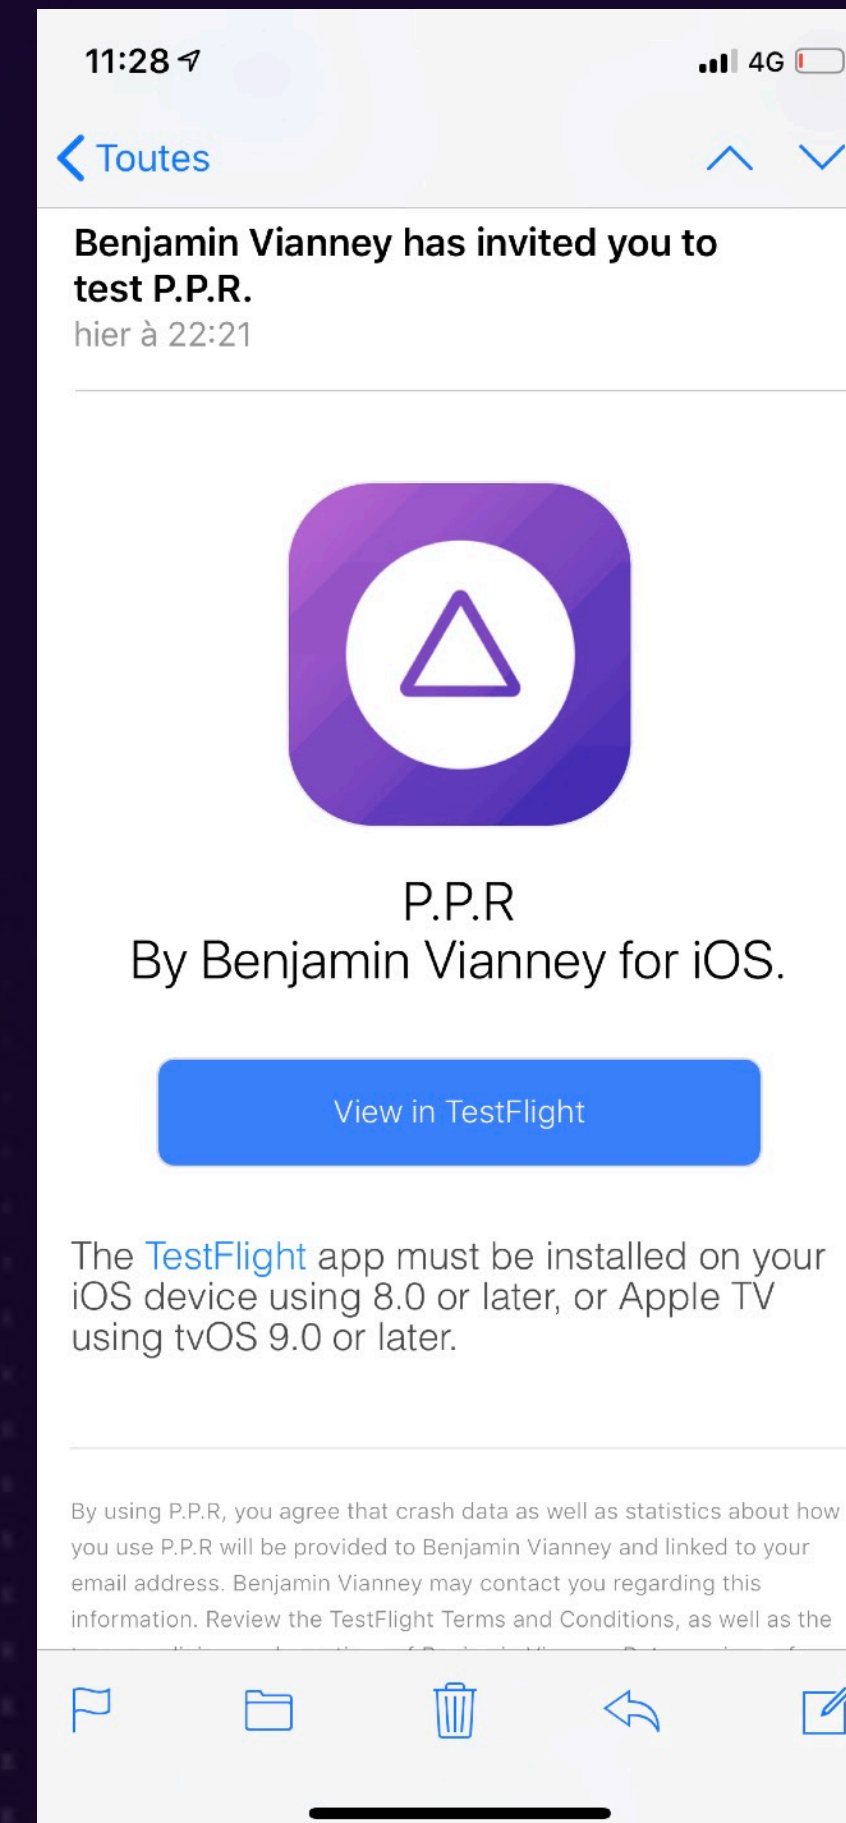 11:28
4G
Toutes
Benjamin Vianney has invited you to
test P.P.R.
hier à 22:21
P.P.R
By Benjamin Vianney for iOS.
View in TestFlight
The TestFlight app must be installed on your
iOS device using 8.0 or later, or Apple TV
using tvOS 9.0 or later.
By using P.P.R, you agree that crash data as well as statistics about how
you use P.P.R will be provided to Benjamin Vianney and linked to your
email address. Benjamin Vianney may contact you regarding this
information. Review the TestFlight Terms and Conditions, as well as the